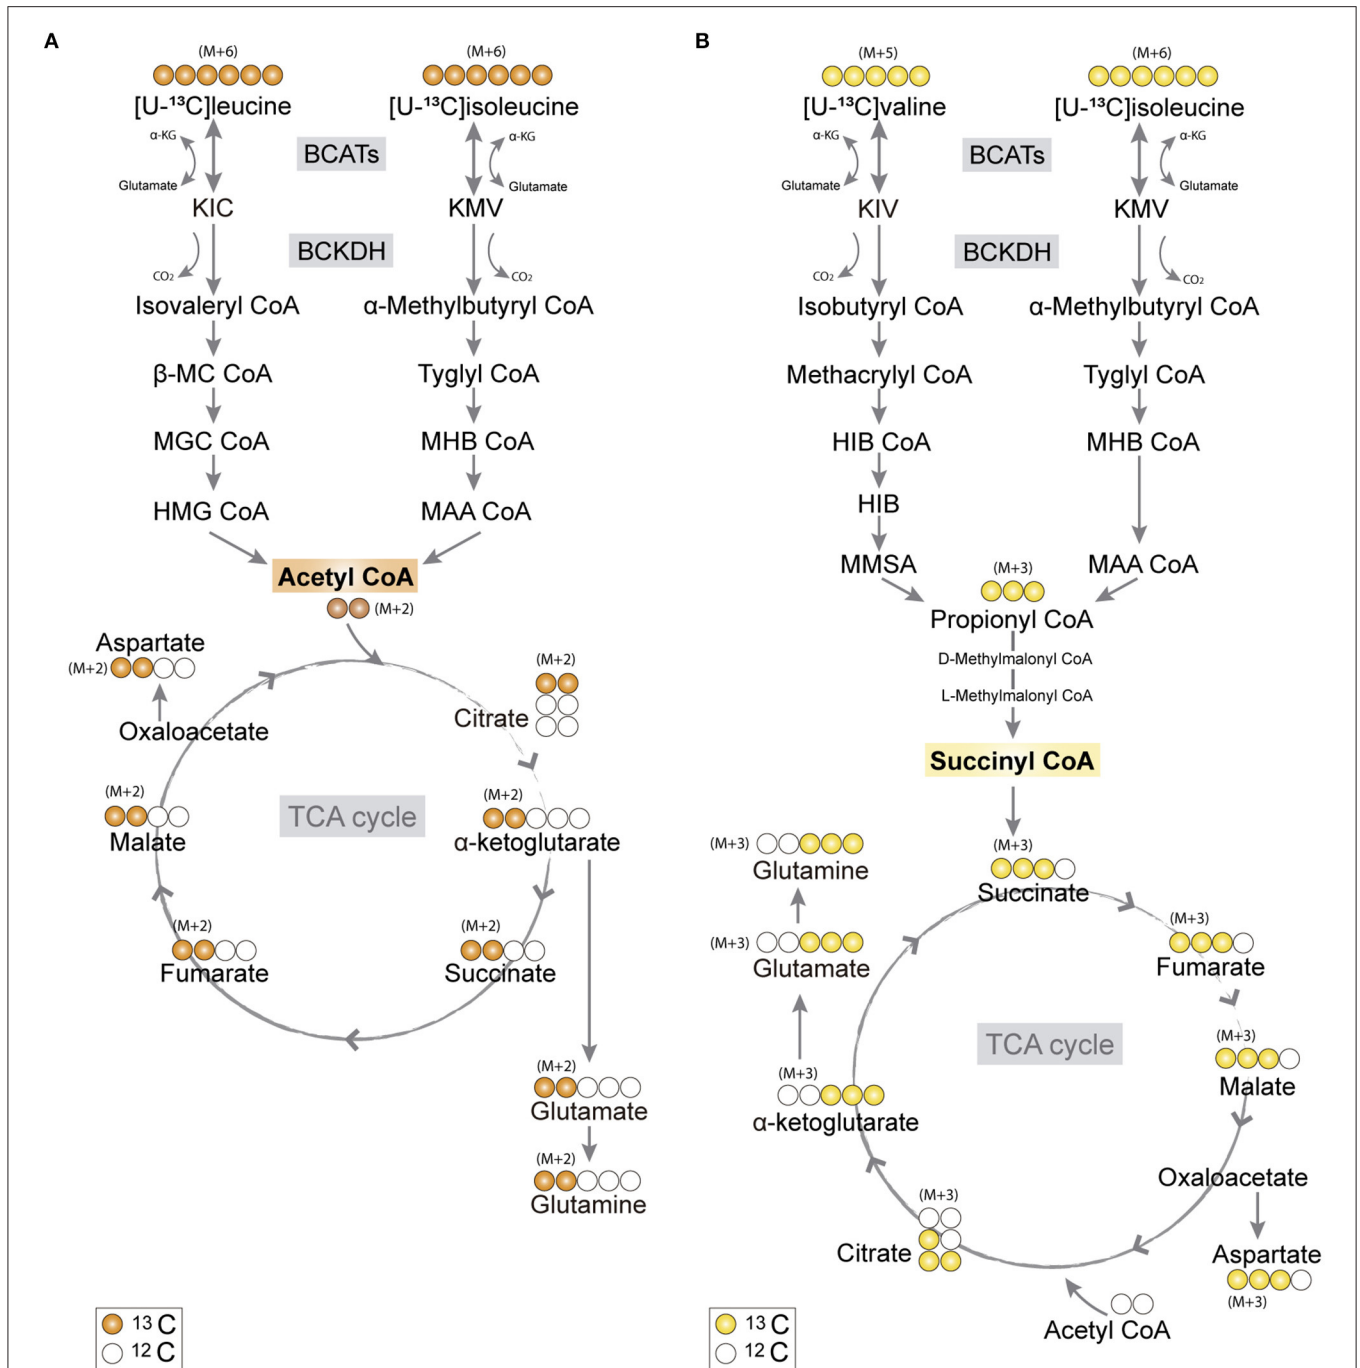 A
(M+6)
(M+6)
[U-¹³C]leucine
[U-¹³C]isoleucine
α-KG
α-KG
BCATs
Glutamate
Glutamate
KIC
KMV
BCKDH
CO₂
CO₂
Isovaleryl CoA
α-Methylbutyryl CoA
β-MC CoA
Tyglyl CoA
MGC CoA
MHB CoA
HMG CoA
MAA CoA
Acetyl CoA
(M+2)
Aspartate
(M+2)
(M+2)
Citrate
Oxaloacetate
(M+2)
(M+2)
TCA cycle
Malate
α-ketoglutarate
(M+2)
(M+2)
Fumarate
Succinate
(M+2)
Glutamate
(M+2)
Glutamine
¹³C
¹²C
B
(M+5)
(M+6)
[U-¹³C]valine
[U-¹³C]isoleucine
α-KG
α-KG
BCATs
Glutamate
Glutamate
KIV
KMV
BCKDH
CO₂
CO₂
Isobutyryl CoA
α-Methylbutyryl CoA
Methacrylyl CoA
Tyglyl CoA
HIB CoA
MHB CoA
HIB
MMSA
MAA CoA
(M+3)
Propionyl CoA
D-Methylmalonyl CoA
L-Methylmalonyl CoA
Succinyl CoA
(M+3)
Glutamine
(M+3)
Succinate
(M+3)
Glutamate
(M+3)
Fumarate
TCA cycle
(M+3)
Malate
(M+3)
α-ketoglutarate
Oxaloacetate
(M+3)
Citrate
Aspartate
(M+3)
Acetyl CoA
¹³C
¹²C